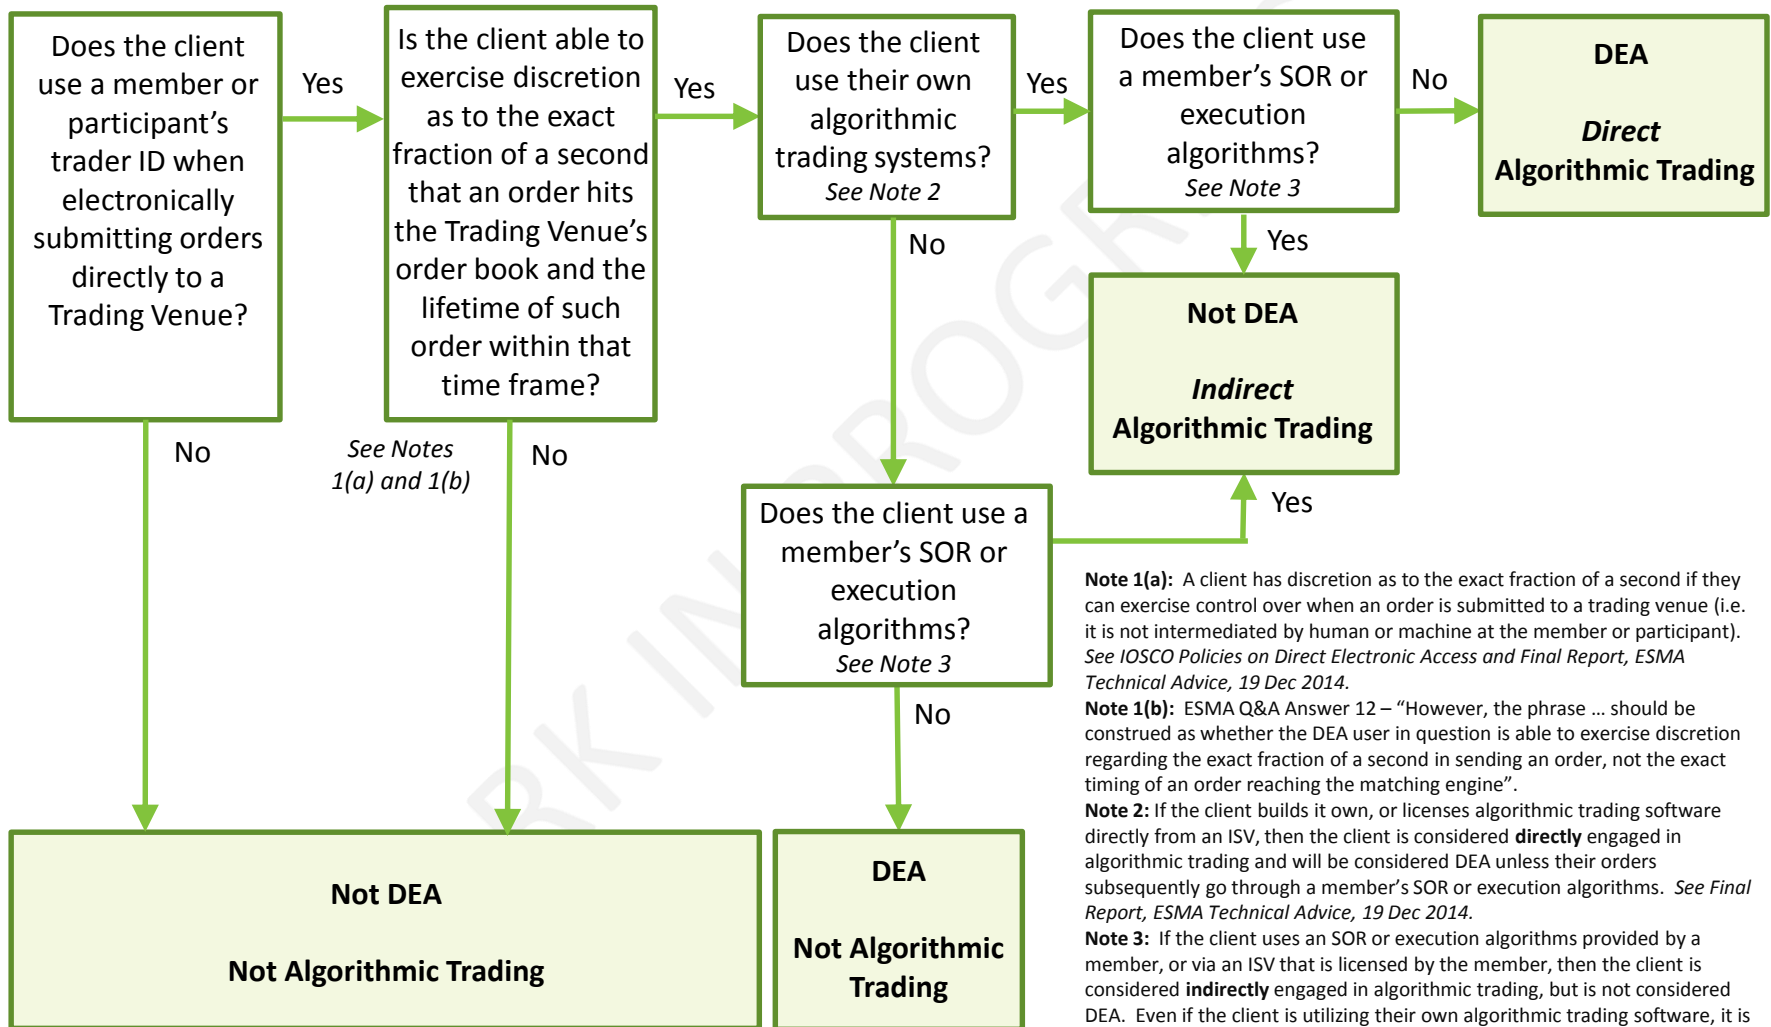 Does the client
use a member or
participant's
trader ID when
electronically
submitting orders
directly to a
Trading Venue?
Yes
Is the client able to
exercise discretion
as to the exact
fraction of a second
that an order hits
the Trading Venue's
order book and the
lifetime of such
order within that
time frame?
Yes
Does the client
use their own
algorithmic
trading systems?
See Note 2
Yes
Does the client use
a member's SOR or
execution
algorithms?
See Note 3
No
DEA
Direct
Algorithmic Trading
No
Yes
Not DEA
Indirect
Algorithmic Trading
No
See Notes
1(a) and 1(b)
No
Yes
Does the client use a
member's SOR or
execution
algorithms?
See Note 3
No
Not DEA
Not Algorithmic Trading
DEA
Not Algorithmic
Trading
Note 1(a): A client has discretion as to the exact fraction of a second if they
can exercise control over when an order is submitted to a trading venue (i.e.
it is not intermediated by human or machine at the member or participant).
See IOSCO Policies on Direct Electronic Access and Final Report, ESMA
Technical Advice, 19 Dec 2014.
Note 1(b): ESMA Q&A Answer 12 – “However, the phrase ... should be
construed as whether the DEA user in question is able to exercise discretion
regarding the exact fraction of a second in sending an order, not the exact
timing of an order reaching the matching engine”.
Note 2: If the client builds it own, or licenses algorithmic trading software
directly from an ISV, then the client is considered directly engaged in
algorithmic trading and will be considered DEA unless their orders
subsequently go through a member's SOR or execution algorithms. See Final
Report, ESMA Technical Advice, 19 Dec 2014.
Note 3: If the client uses an SOR or execution algorithms provided by a
member, or via an ISV that is licensed by the member, then the client is
considered indirectly engaged in algorithmic trading, but is not considered
DEA. Even if the client is utilizing their own algorithmic trading software, it is
RK IN PROGR